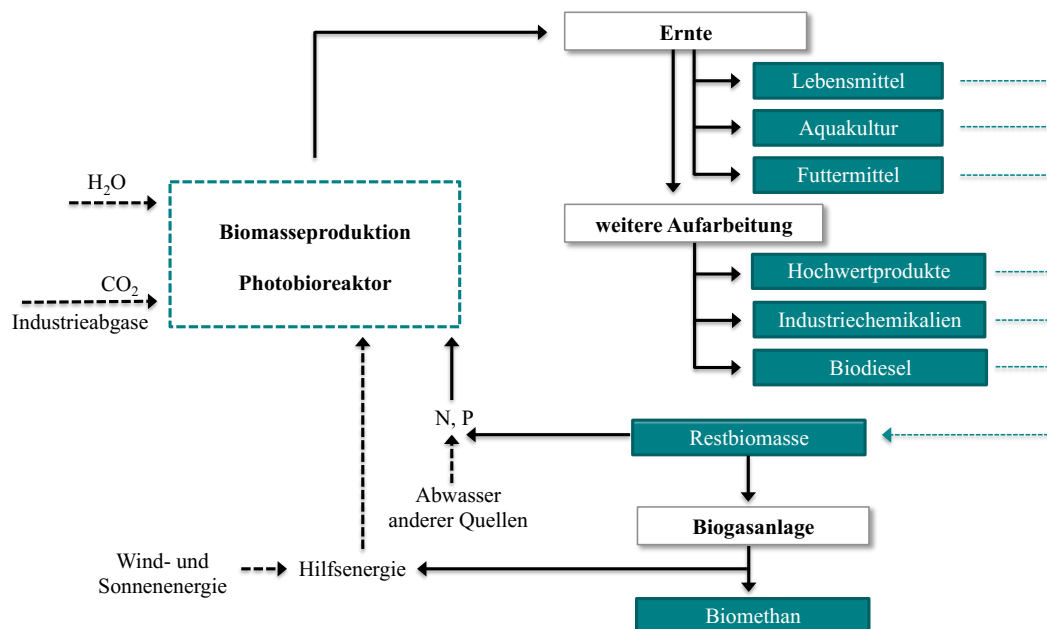 Ernte
Lebensmittel
Aquakultur
Futtermittel
H₂O
Biomasseproduktion
Photobioreaktor
CO₂
Industrieabgase
weitere Aufarbeitung
Hochwertprodukte
Industriechemikalien
Biodiesel
N, P
Restbiomasse
Abwasser
anderer Quellen
Biogasanlage
Wind- und
Sonnenenergie
Hilfsenergie
Biomethan